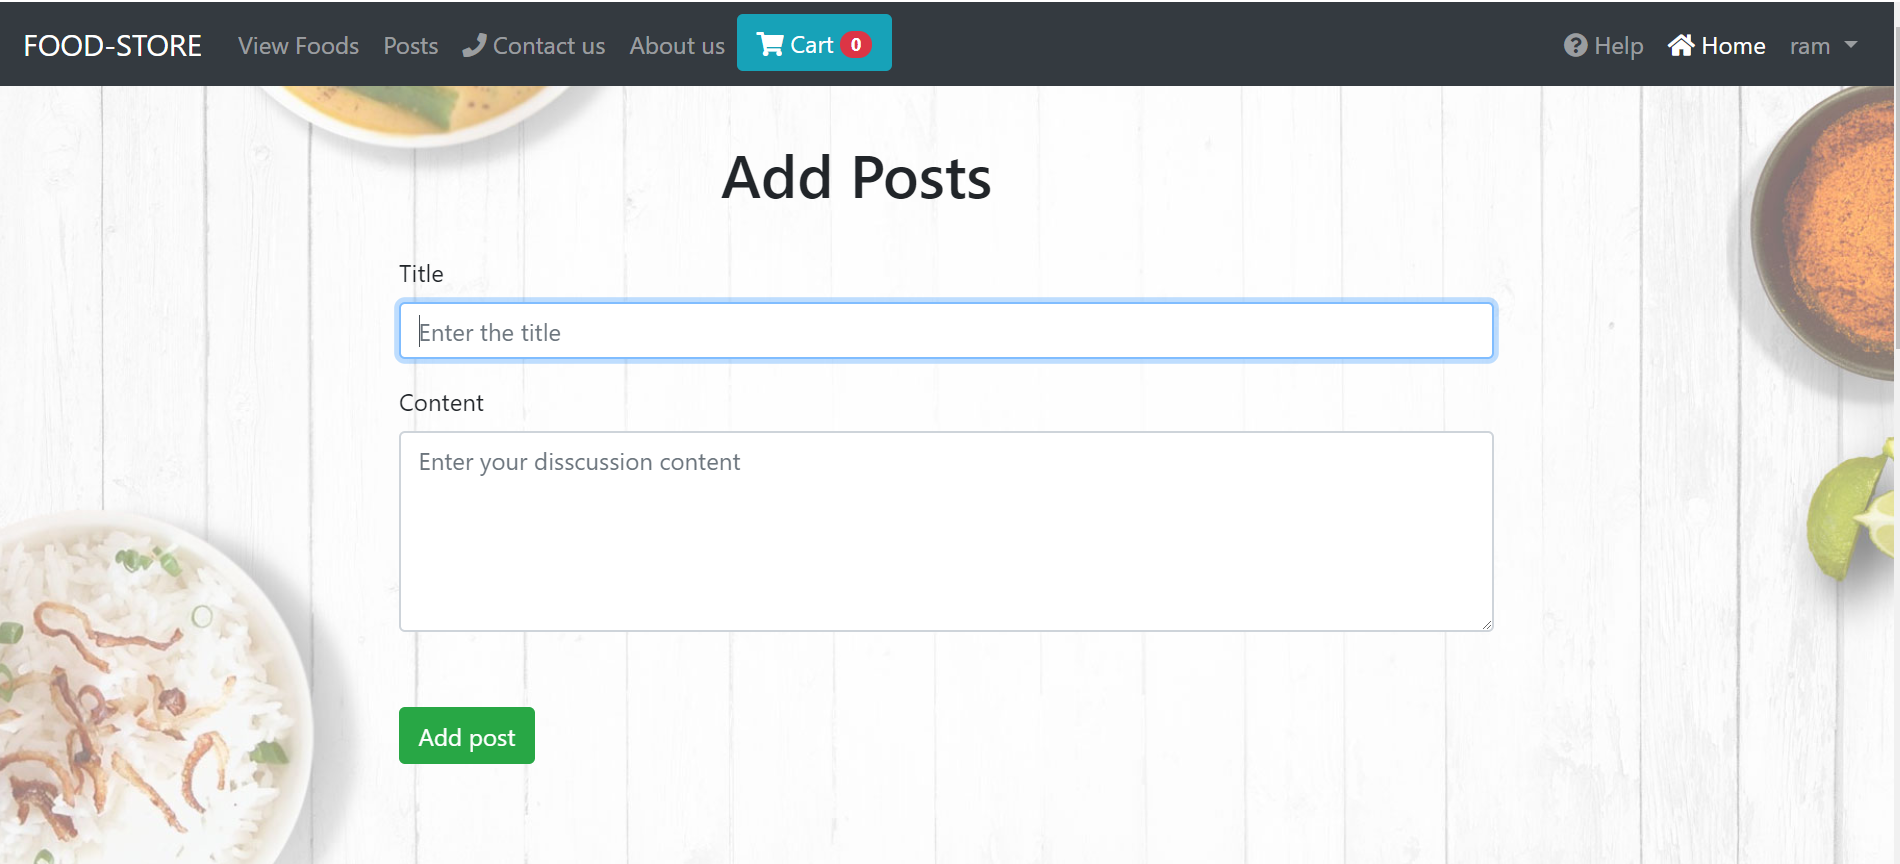 FOOD-STORE View Foods Posts Contact us About us Cart 0 Help Home ram
Add Posts
Title
Enter the title
Content
Enter your disscussion content
Add post